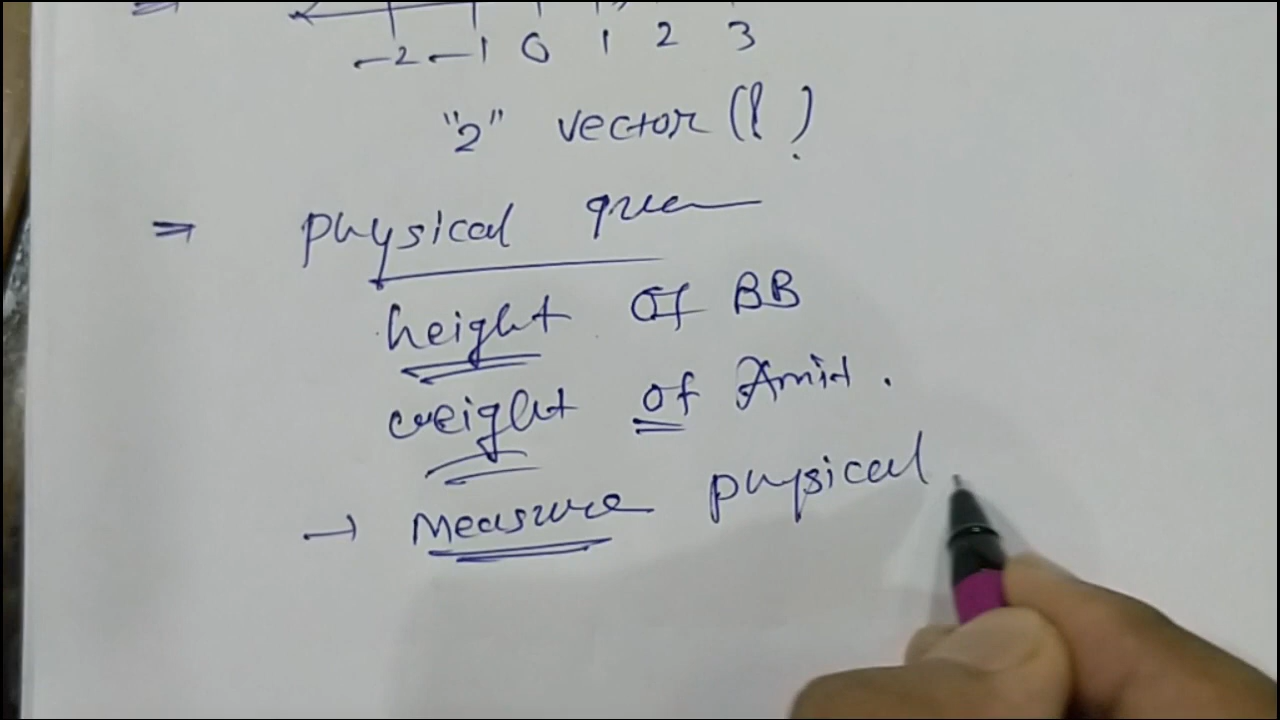 ⇒
-2 -1 0 1 2 3
"2" vector (? )
⇒ physical quan
height of BB
weight of Amit.
→ Measure physical